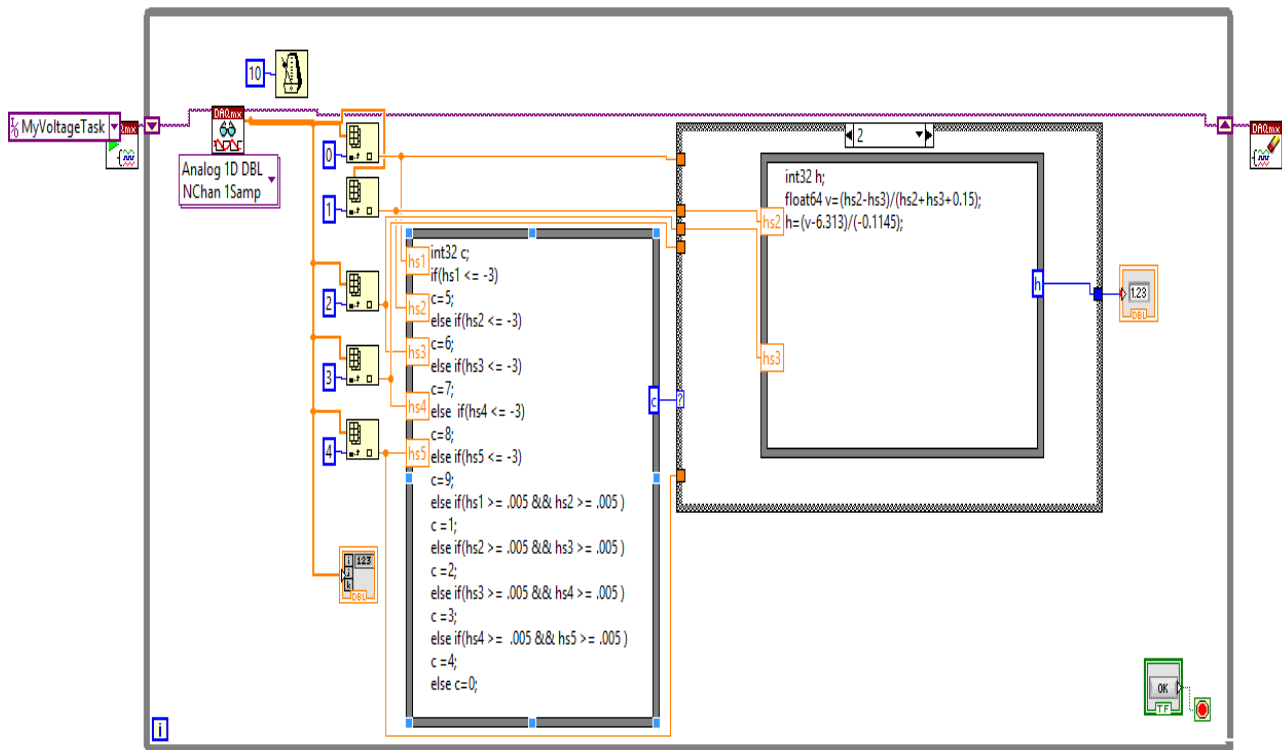 10
MyVoltageTask
DAQmx
Analog 1D DBL
NChan 1Samp
0
1
2
3
4
i
123
j
k
DBL
hs1
hs2
hs3
hs4
hs5
int32 c;
if(hs1 <= -3)
c=5;
else if(hs2 <= -3)
c=6;
else if(hs3 <= -3)
c=7;
else  if(hs4 <= -3)
c=8;
else if(hs5 <= -3)
c=9;
else if(hs1 >= .005 && hs2 >= .005 )
c =1;
else if(hs2 >= .005 && hs3 >= .005 )
c =2;
else if(hs3 >= .005 && hs4 >= .005 )
c =3;
else if(hs4 >=  .005 && hs5 >= .005 )
c =4;
else c=0;
c
?
2
hs2
hs3
int32 h;
float64 v=(hs2-hs3)/(hs2+hs3+0.15);
h=(v-6.313)/(-0.1145);
h
1.23
DBL
DAQmx
OK
TF
i